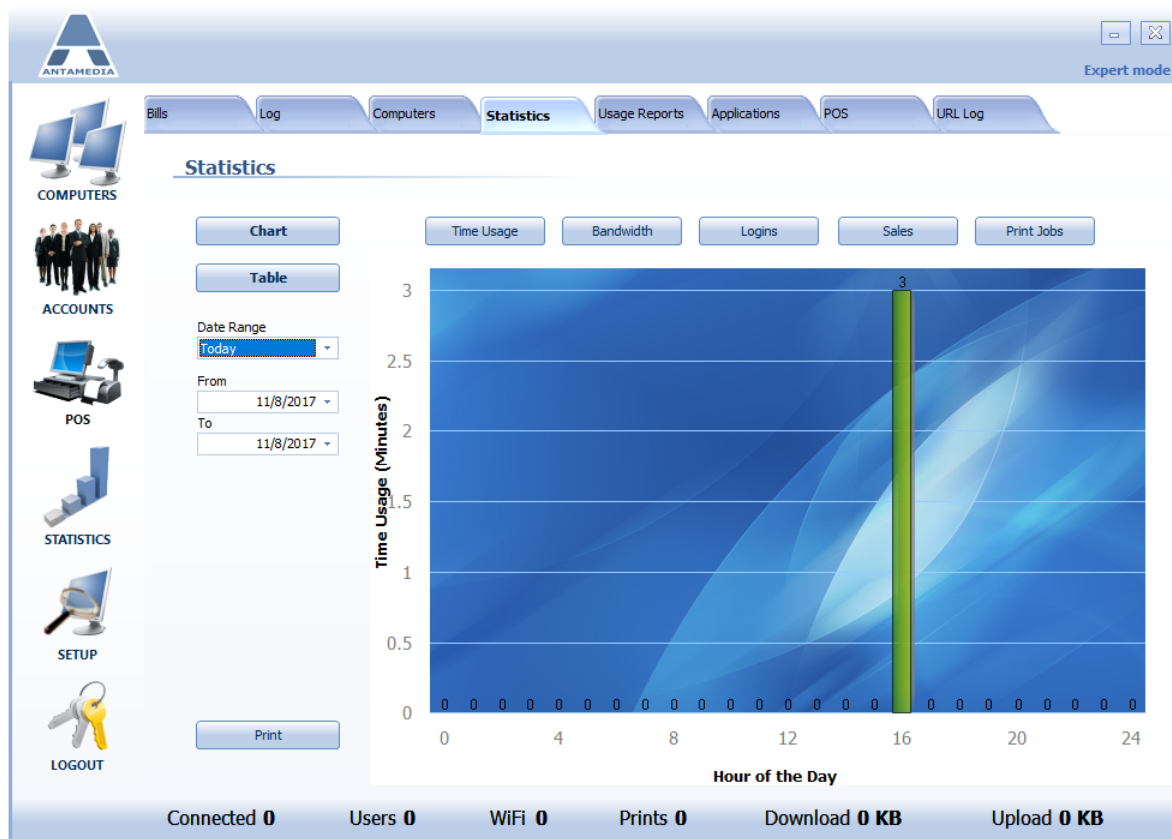 ANTAMEDIA
Expert mode
Bills Log Computers Statistics Usage Reports Applications POS URL Log
COMPUTERS
ACCOUNTS
POS
STATISTICS
SETUP
LOGOUT
Statistics
Chart
Table
Date Range
Today
From
11/8/2017
To
11/8/2017
Print
Time Usage Bandwidth Logins Sales Print Jobs
Time Usage (Minutes)
3
2.5
2
1.5
1
0.5
0
3
0 0 0 0 0 0 0 0 0 0 0 0 0 0 0 0 0 0 0 0 0 0 0 0
0 4 8 12 16 20 24
Hour of the Day
Connected 0 Users 0 WiFi 0 Prints 0 Download 0 KB Upload 0 KB